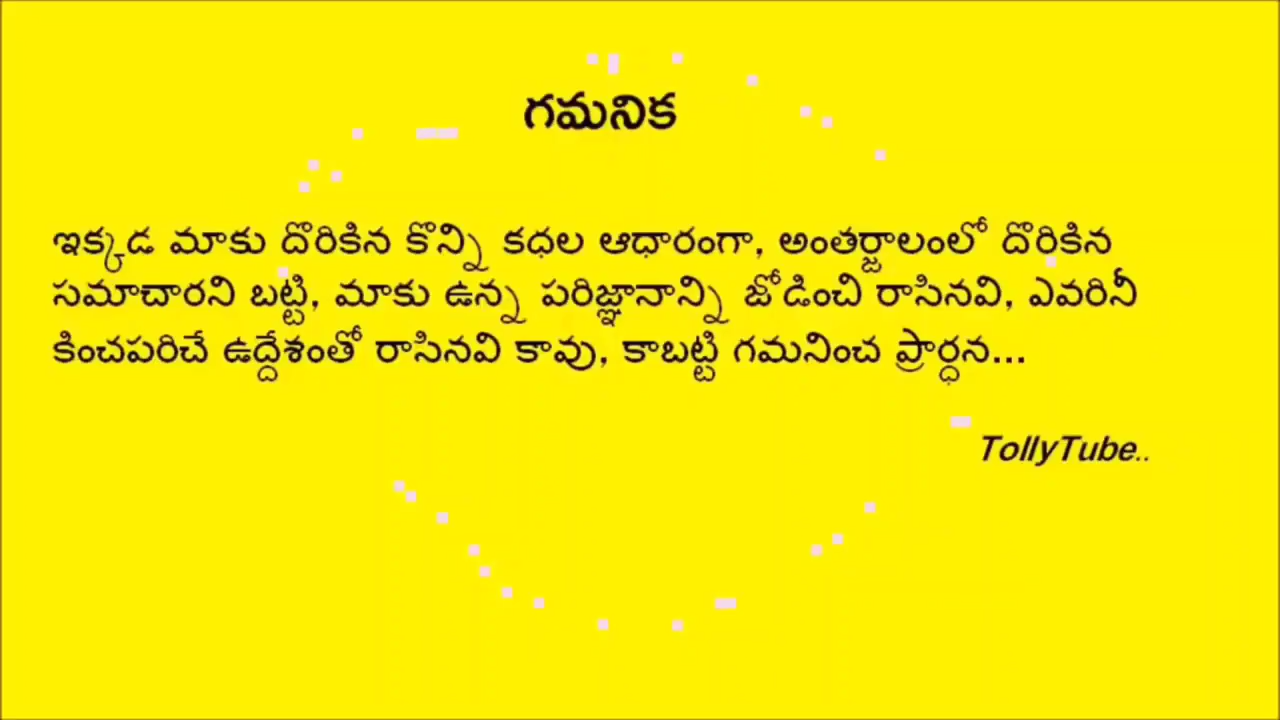 గమనిక
ఇక్కడ మాకు దొరికిన కొన్ని కధల ఆధారంగా, అంతర్జాలంలో దొరికిన
సమాచారని బట్టి, మాకు ఉన్న పరిజ్ఞానాన్ని జోడించి రాసినవి, ఎవరినీ
కించపరిచే ఉద్దేశంతో రాసినవి కావు, కాబట్టి గమనించ ప్రార్ధన...
TollyTube..